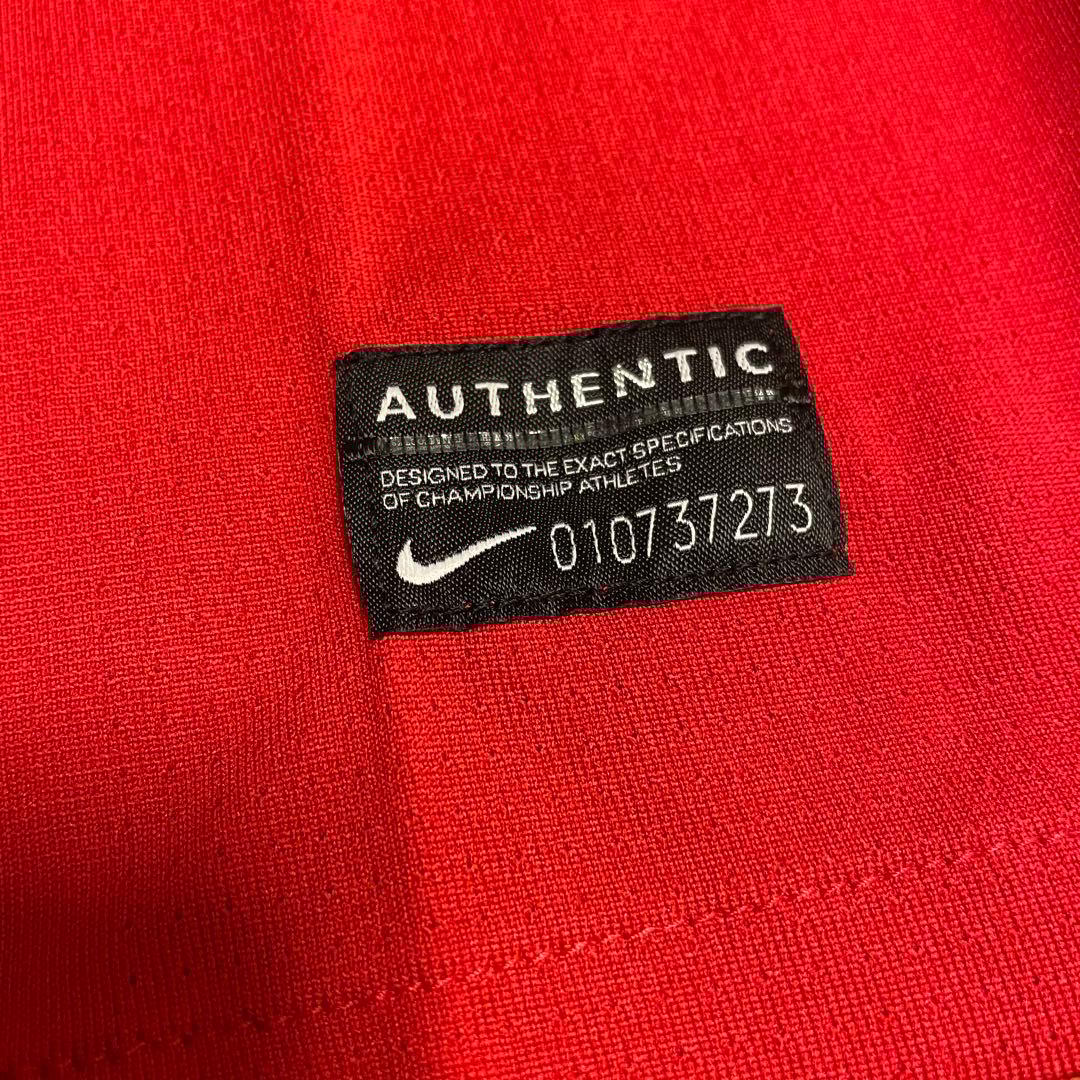 AUTHENTIC
DESIGNED TO THE EXACT SPECIFICATIONS
OF CHAMPIONSHIP ATHLETES
010737273